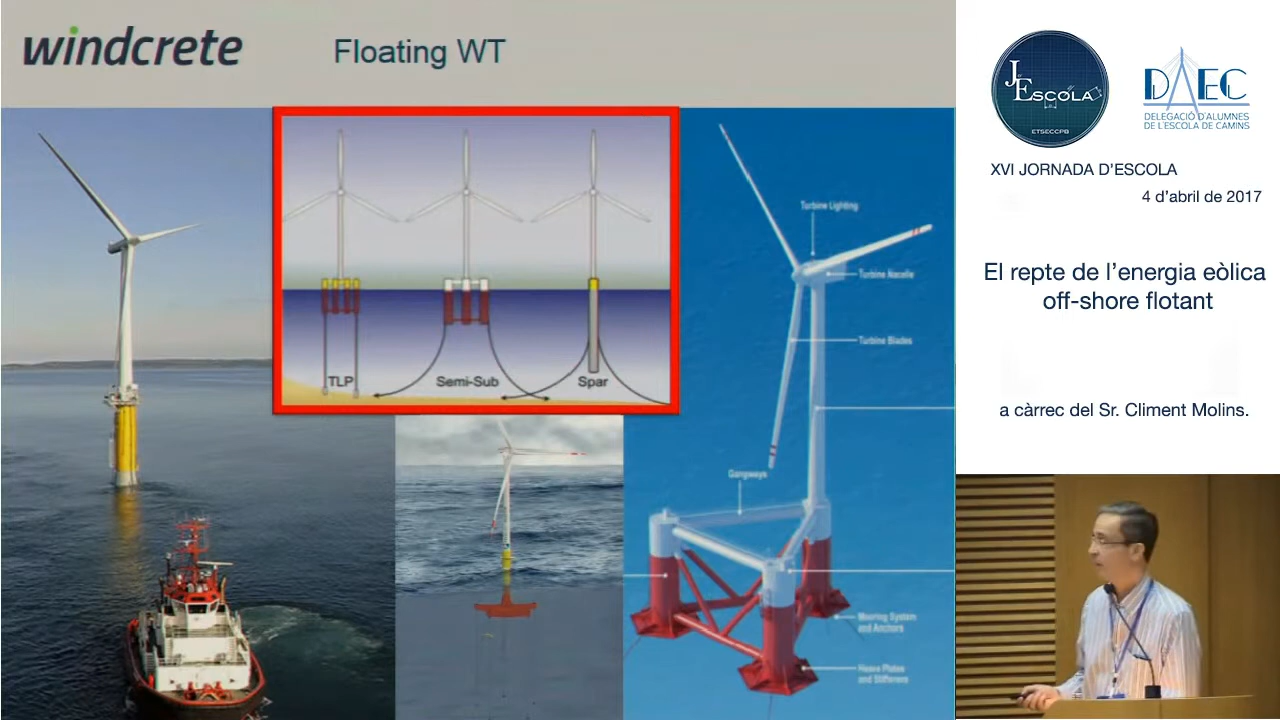 windcrete
Floating WT
TLP
Semi-Sub
Spar
Turbine Lighting
Turbine Nacelle
Turbine Blades
Gangways
Mooring System
and Anchors
Heave Plates
and Stiffeners
JEscola
ETSECCPB
DAEC
DELEGACIÓ D'ALUMNES
DE L'ESCOLA DE CAMINS
XVI JORNADA D'ESCOLA
4 d'abril de 2017
El repte de l'energia eòlica
off-shore flotant
a càrrec del Sr. Climent Molins.